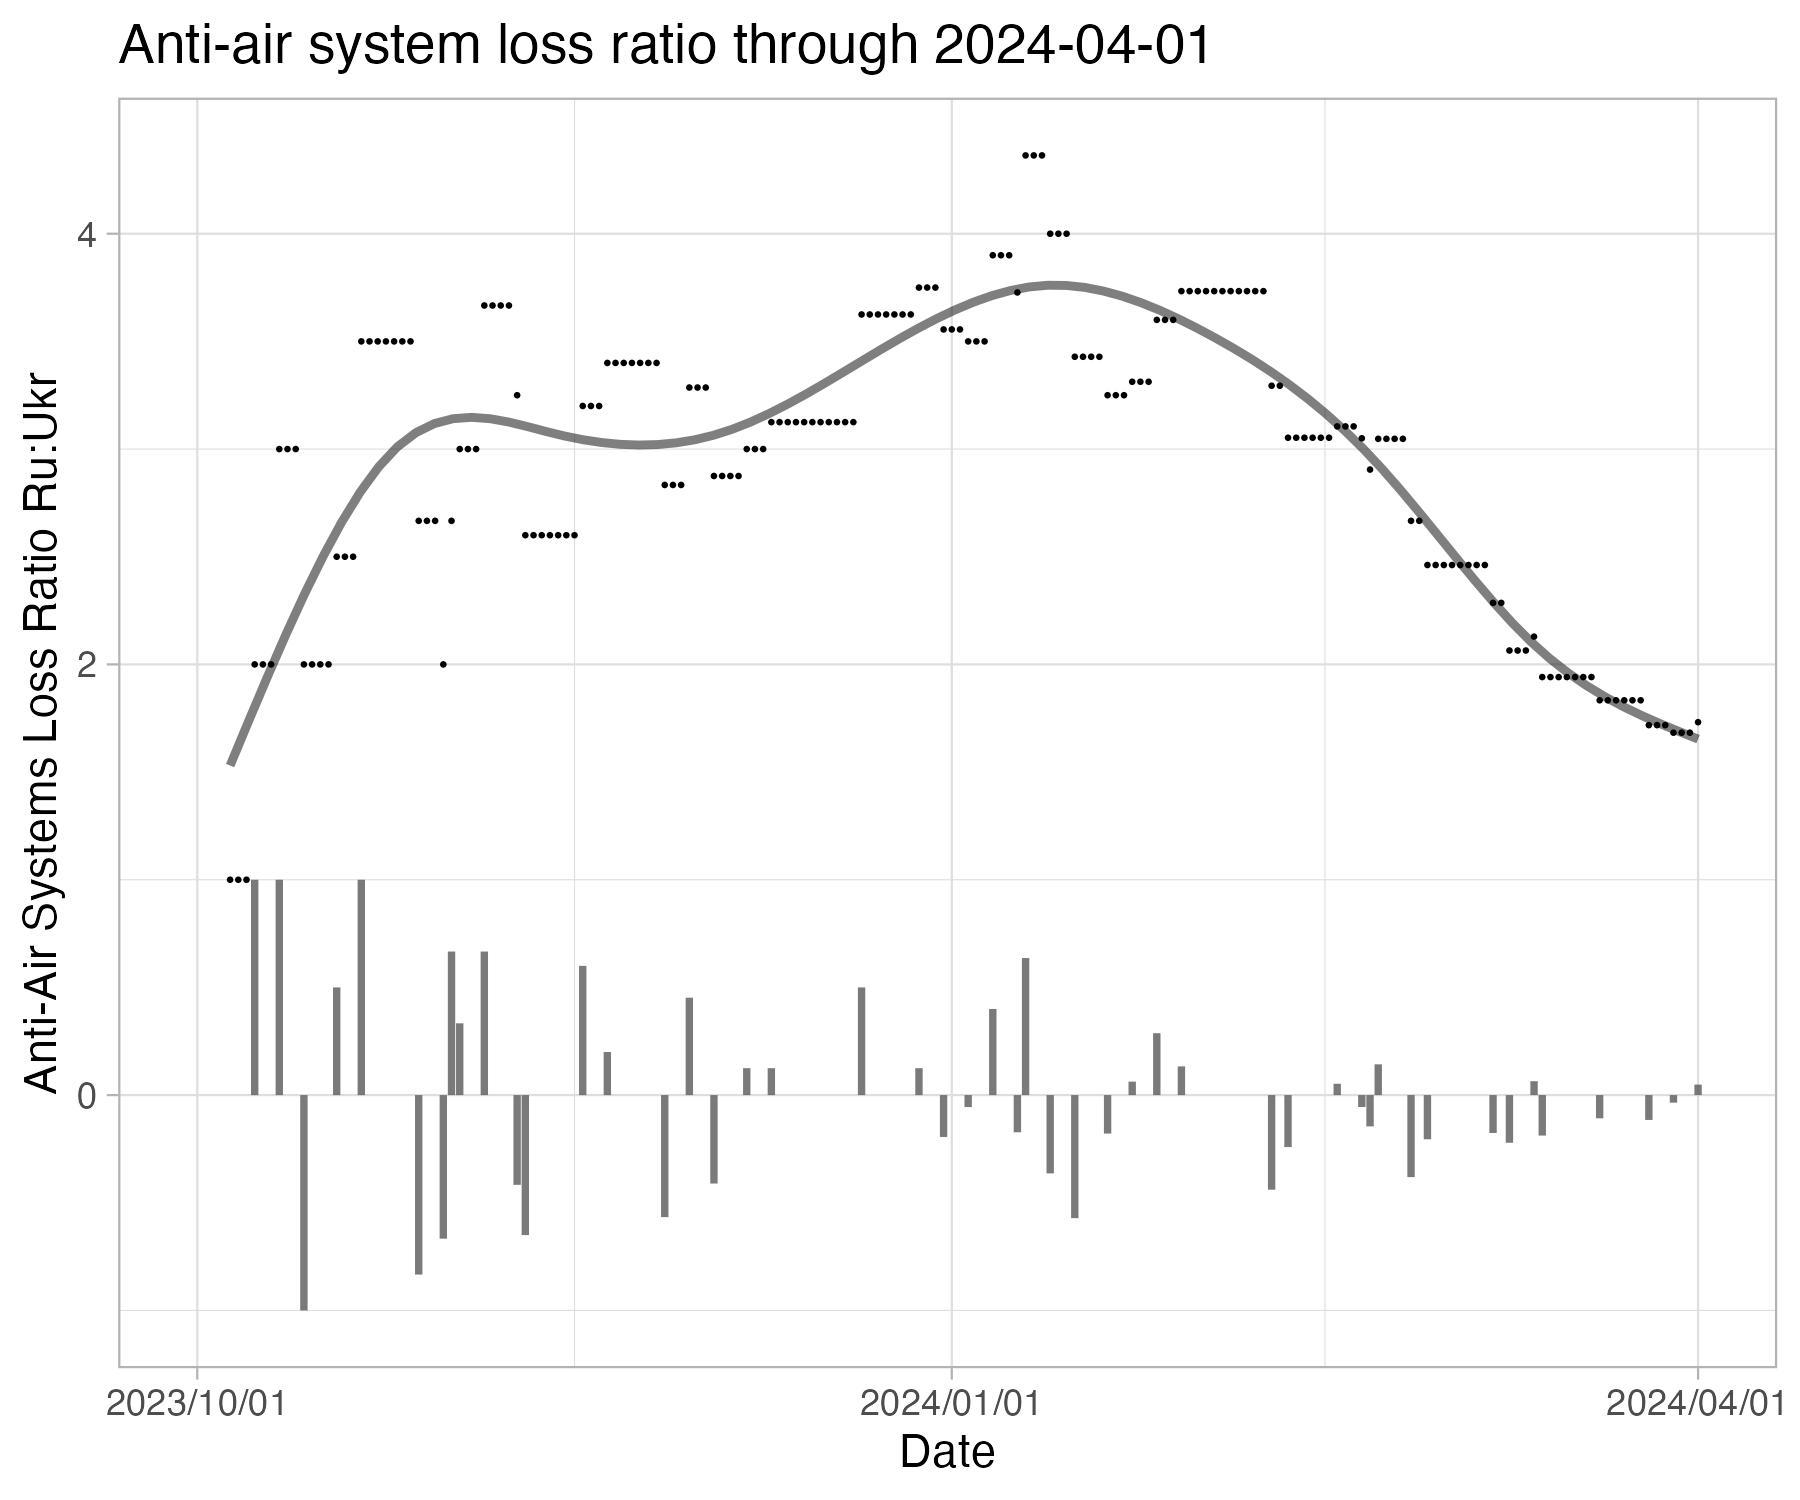 Anti-air system loss ratio through 2024-04-01
Anti-Air Systems Loss Ratio Ru:Ukr
4
2
0
2023/10/01
2024/01/01
2024/04/01
Date